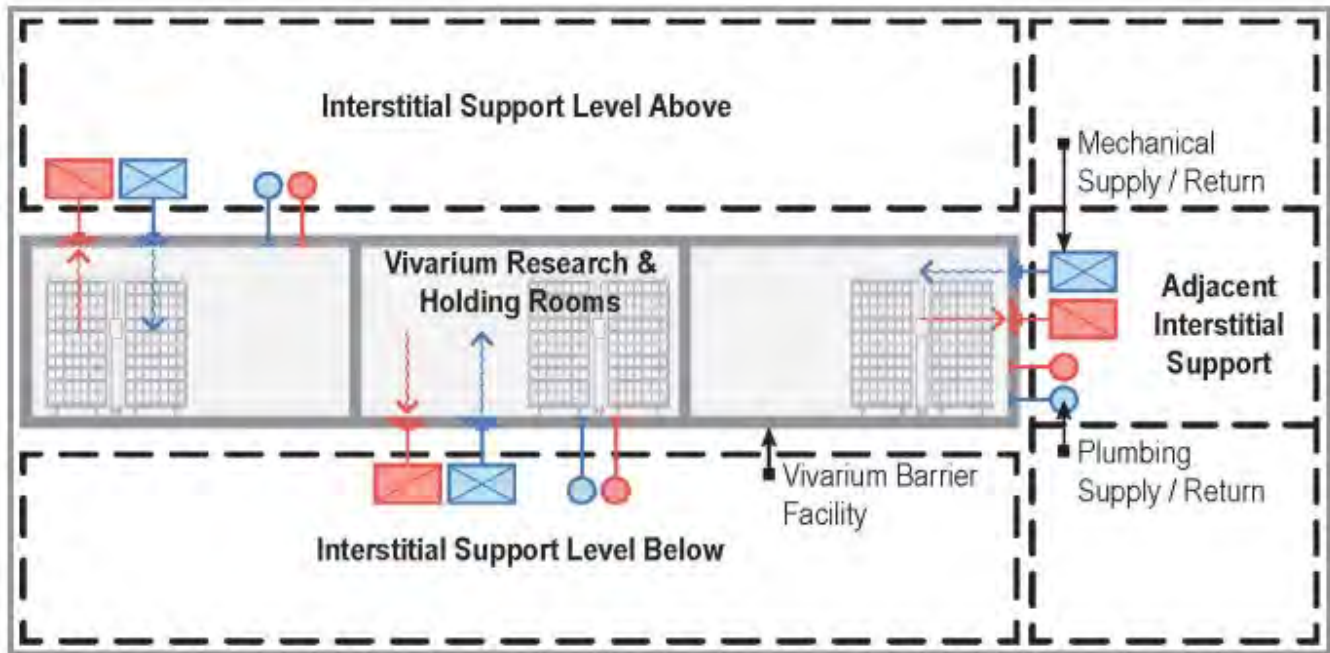 Interstitial Support Level Above
Mechanical
Supply / Return
Vivarium Research &
Holding Rooms
Adjacent
Interstitial
Support
Vivarium Barrier
Facility
Plumbing
Supply / Return
Interstitial Support Level Below